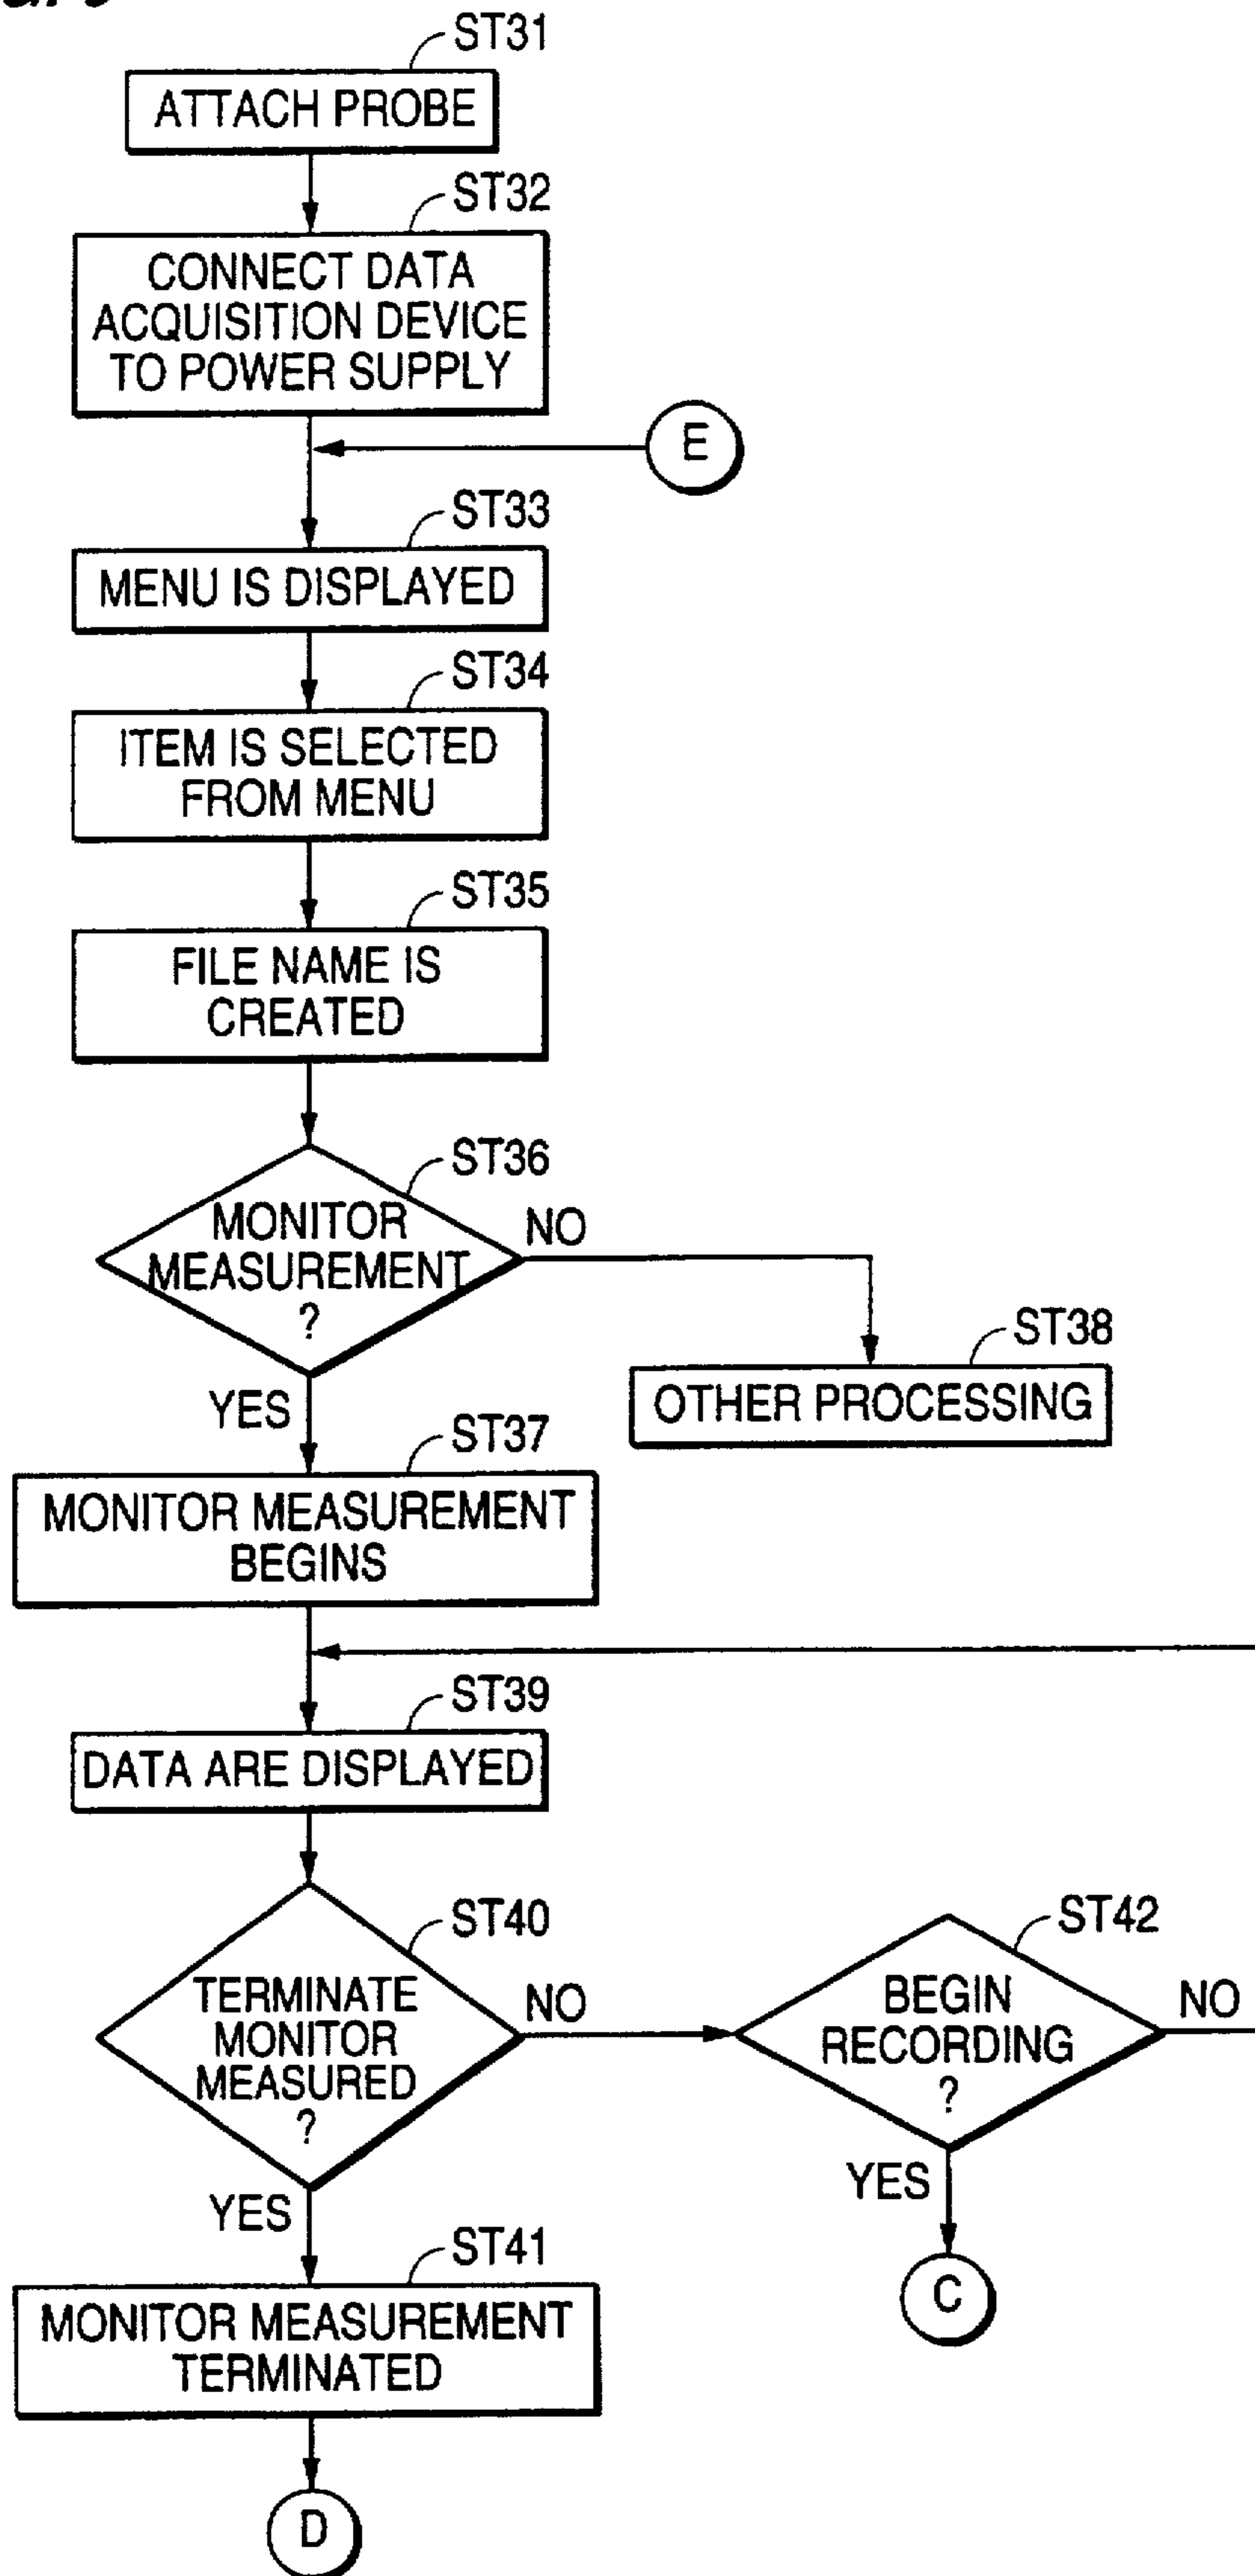 ST31
ATTACH PROBE
ST32
CONNECT DATA
ACQUISITION DEVICE
TO POWER SUPPLY
E
ST33
MENU IS DISPLAYED
ST34
ITEM IS SELECTED
FROM MENU
ST35
FILE NAME IS
CREATED
ST36
MONITOR
MEASUREMENT
?
NO
YES
ST38
OTHER PROCESSING
ST37
MONITOR MEASUREMENT
BEGINS
ST39
DATA ARE DISPLAYED
ST40
TERMINATE
MONITOR
MEASURED
?
NO
ST42
BEGIN
RECORDING
?
NO
YES
C
YES
ST41
MONITOR MEASUREMENT
TERMINATED
D